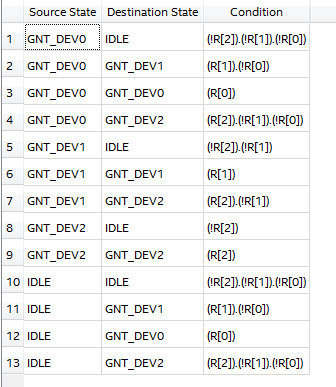 Source State Destination State Condition
1 GNT_DEV0 IDLE (!R[2]).(!R[1]).(!R[0])
2 GNT_DEV0 GNT_DEV1 (R[1]).(!R[0])
3 GNT_DEV0 GNT_DEV0 (R[0])
4 GNT_DEV0 GNT_DEV2 (R[2]).(!R[1]).(!R[0])
5 GNT_DEV1 IDLE (!R[2]).(!R[1])
6 GNT_DEV1 GNT_DEV1 (R[1])
7 GNT_DEV1 GNT_DEV2 (R[2]).(!R[1])
8 GNT_DEV2 IDLE (!R[2])
9 GNT_DEV2 GNT_DEV2 (R[2])
10 IDLE IDLE (!R[2]).(!R[1]).(!R[0])
11 IDLE GNT_DEV1 (R[1]).(!R[0])
12 IDLE GNT_DEV0 (R[0])
13 IDLE GNT_DEV2 (R[2]).(!R[1]).(!R[0])